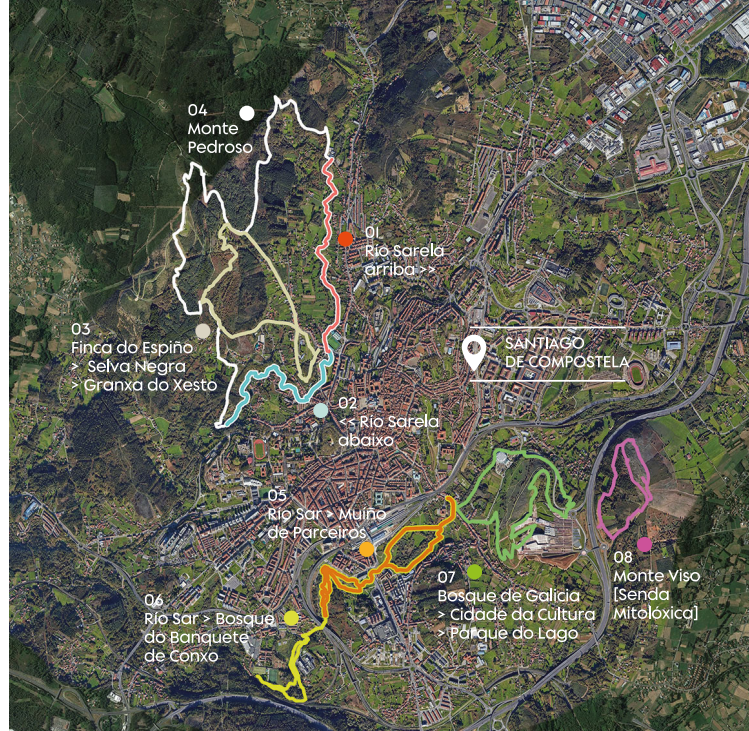 04
Monte
Pedroso
01.
Río Sarela
arriba >>
03
Finca do Espiño
> Selva Negra
> Granxa do Xesto
SANTIAGO
DE COMPOSTELA
02
<< Río Sarela
abaixo
05
Río Sar > Muíño
de Parceiros
06
Río Sar > Bosque
do Banquete
de Conxo
07
Bosque de Galicia
> Cidade da Cultura
> Parque do Lago
08
Monte Viso
[Senda
Mitolóxica]